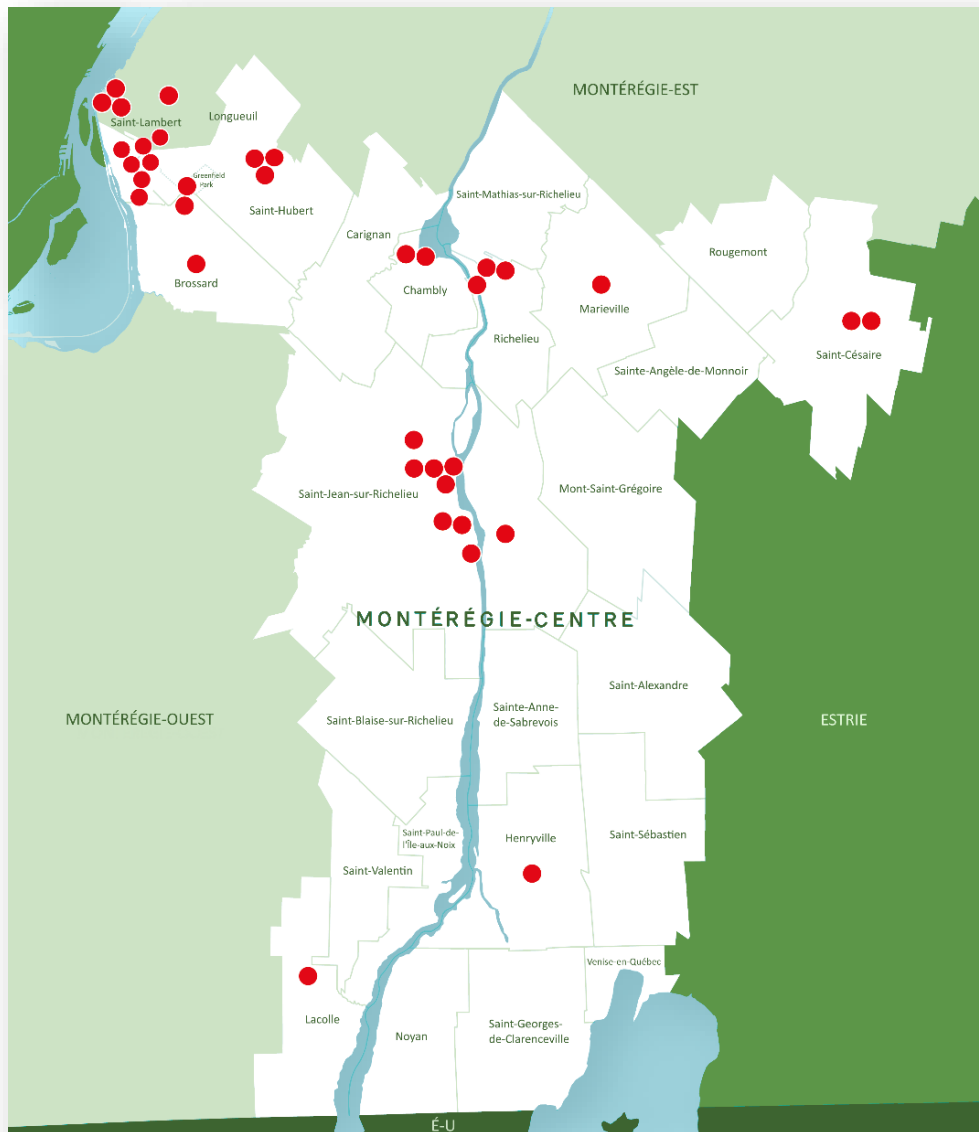 MONTÉRÉGIE-EST
Longueuil
Saint-Lambert
Greenfield
Park
Saint-Hubert
Saint-Mathias-sur-Richelieu
Carignan
Rougemont
Brossard
Chambly
Marieville
Richelieu
Saint-Césaire
Sainte-Angèle-de-Monnoir
Saint-Jean-sur-Richelieu
Mont-Saint-Grégoire
MONTÉRÉGIE-CENTRE
Saint-Alexandre
MONTÉRÉGIE-OUEST
Saint-Blaise-sur-Richelieu
Sainte-Anne-
de-Sabrevois
ESTRIE
Saint-Paul-de-
l'Île-aux-Noix
Henryville
Saint-Sébastien
Saint-Valentin
Venise-en-Québec
Lacolle
Noyan
Saint-Georges-
de-Clarenceville
É-U